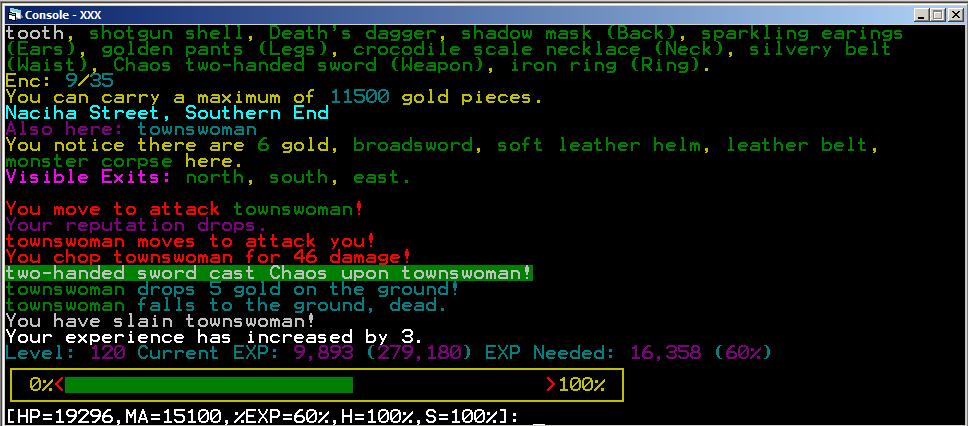 Console - XXX
tooth, shotgun shell, Death's dagger, shadow mask (Back), sparkling earings
(Ears), golden pants (Legs), crocodile scale necklace (Neck), silvery belt
(Waist), Chaos two-handed sword (Weapon), iron ring (Ring).
Enc: 9/35
You can carry a maximum of 11500 gold pieces.
Naciha Street, Southern End
Also here: townswoman
You notice there are 6 gold, broadsword, soft leather helm, leather belt,
monster corpse here.
Visible Exits: north, south, east.
You move to attack townswoman!
Your reputation drops.
townswoman moves to attack you!
You chop townswoman for 46 damage!
two-handed sword cast Chaos upon townswoman!
townswoman drops 5 gold on the ground!
townswoman falls to the ground, dead.
You have slain townswoman!
Your experience has increased by 3.
Level: 120 Current EXP: 9,893 (279,180) EXP Needed: 16,358 (60%)
0%< >100%
[HP=19296,MA=15100,%EXP=60%,H=100%,S=100%]: _